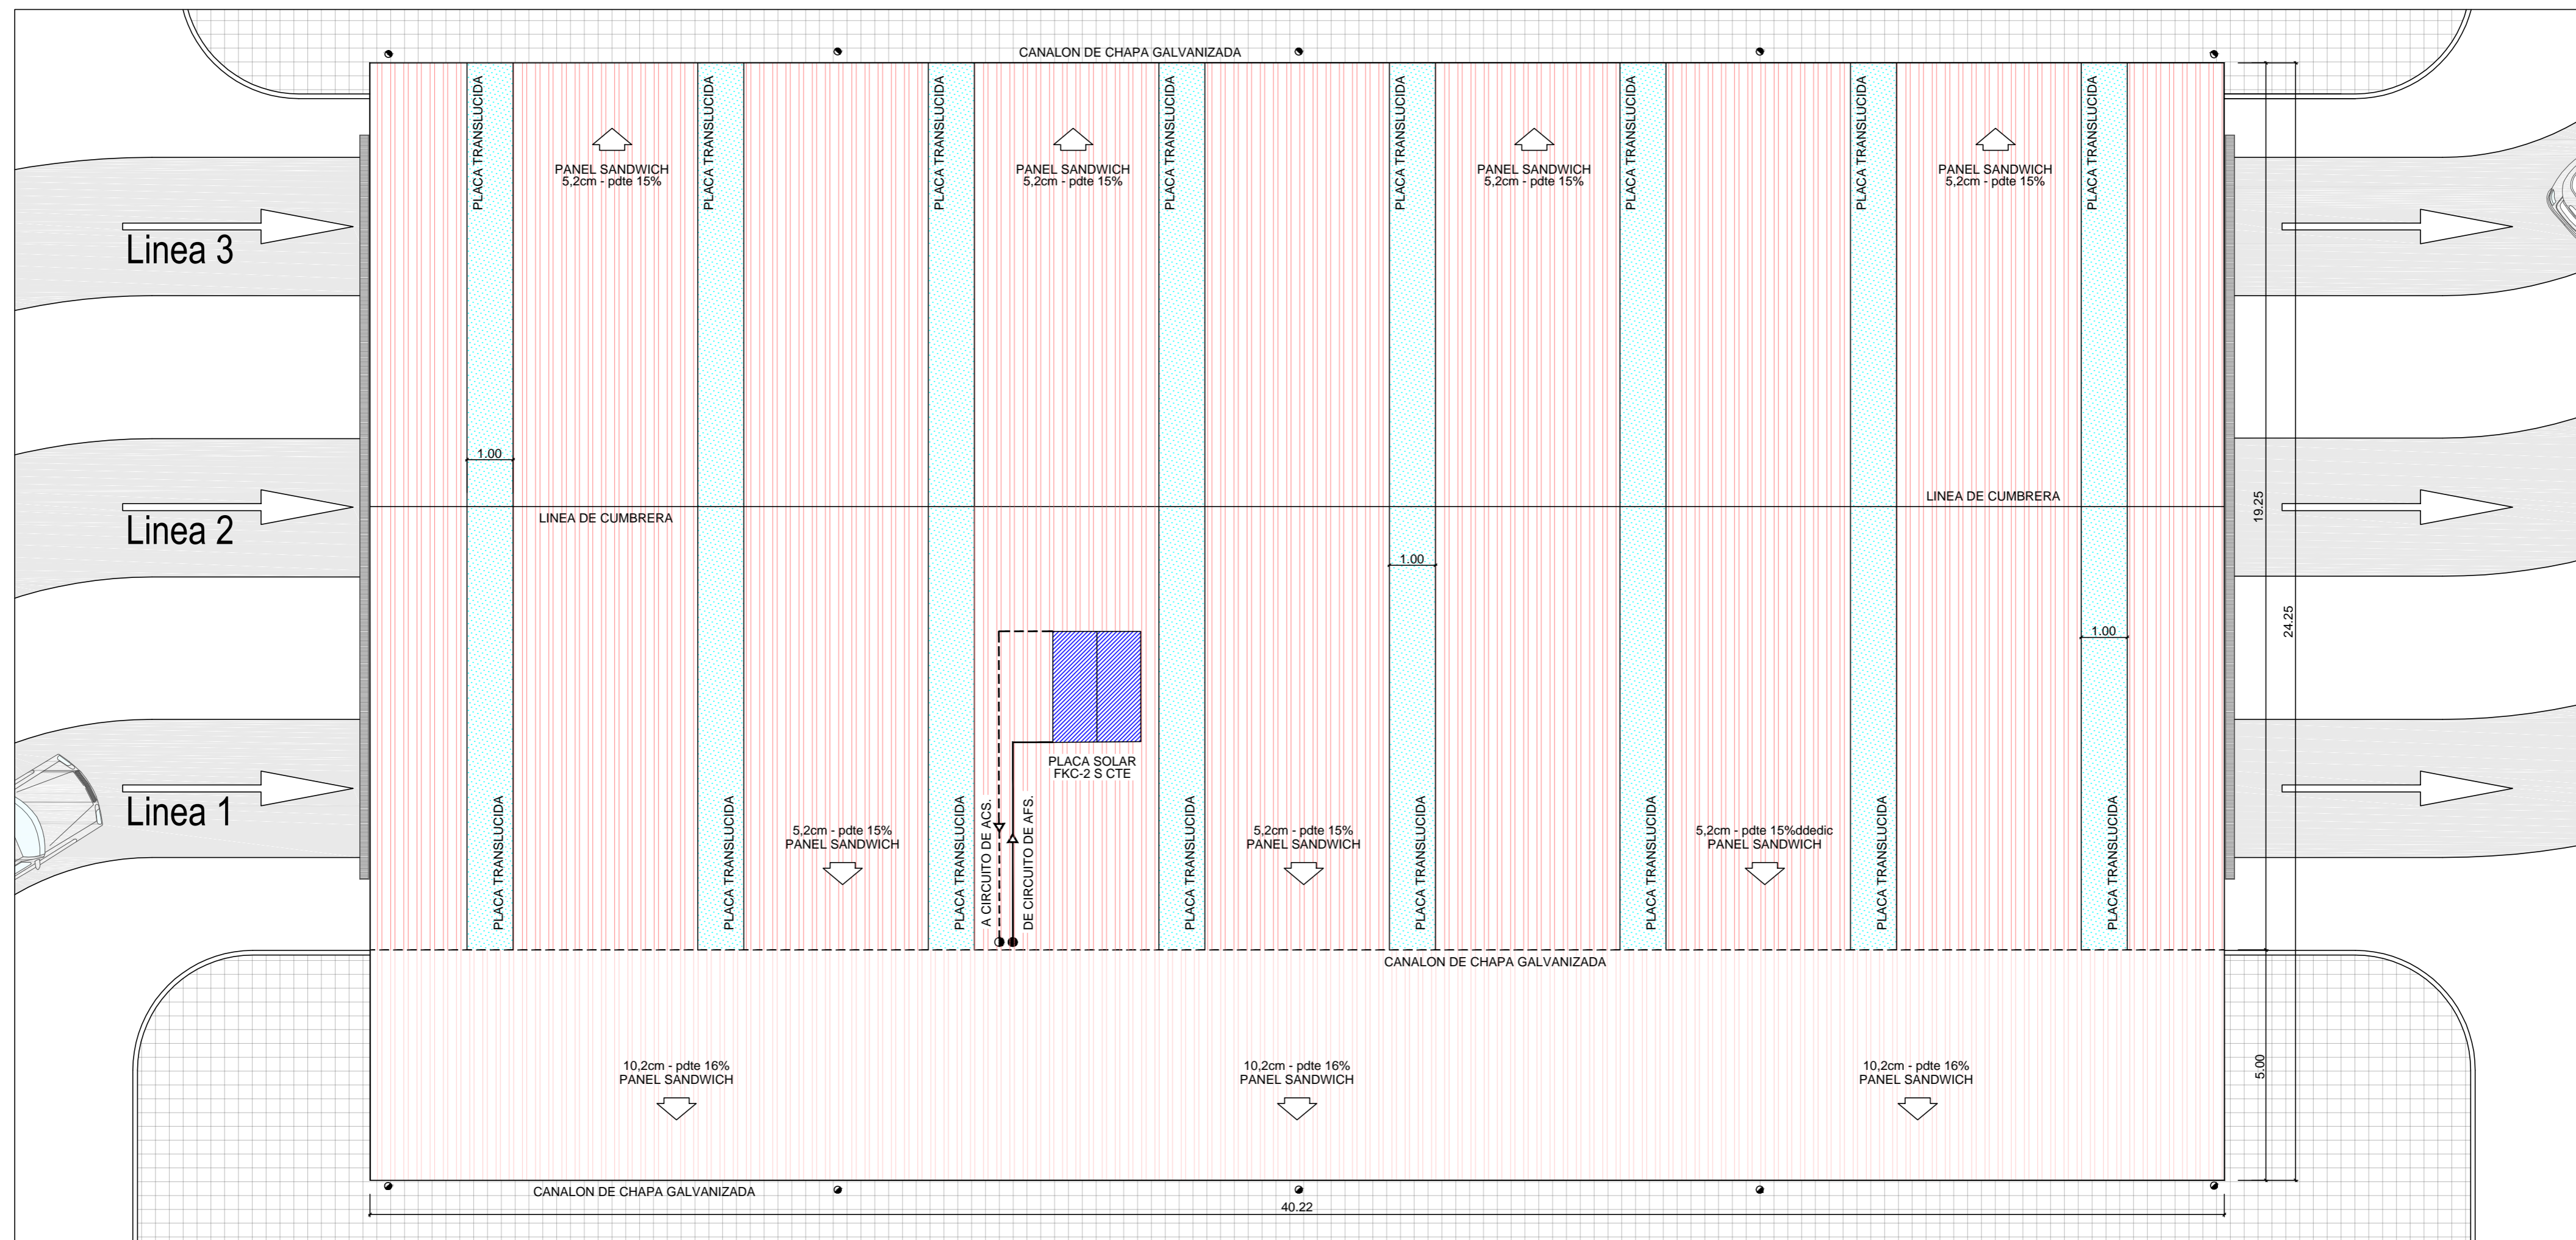 CANALON DE CHAPA GALVANIZADA
PLACA TRANSLUCIDA
PLACA TRANSLUCIDA
PLACA TRANSLUCIDA
PLACA TRANSLUCIDA
PLACA TRANSLUCIDA
PLACA TRANSLUCIDA
PLACA TRANSLUCIDA
PLACA TRANSLUCIDA
PANEL SANDWICH
5,2cm - pdte 15%
PANEL SANDWICH
5,2cm - pdte 15%
PANEL SANDWICH
5,2cm - pdte 15%
PANEL SANDWICH
5,2cm - pdte 15%
Linea 3
1.00
LINEA DE CUMBRERA
LINEA DE CUMBRERA
19.25
Linea 2
1.00
24.25
1.00
PLACA SOLAR
FKC-2 S CTE
Linea 1
PLACA TRANSLUCIDA
PLACA TRANSLUCIDA
5,2cm - pdte 15%
PANEL SANDWICH
PLACA TRANSLUCIDA
A CIRCUITO DE ACS.
DE CIRCUITO DE AFS.
PLACA TRANSLUCIDA
5,2cm - pdte 15%
PANEL SANDWICH
PLACA TRANSLUCIDA
PLACA TRANSLUCIDA
5,2cm - pdte 15%ddedic
PANEL SANDWICH
PLACA TRANSLUCIDA
PLACA TRANSLUCIDA
CANALON DE CHAPA GALVANIZADA
10,2cm - pdte 16%
PANEL SANDWICH
10,2cm - pdte 16%
PANEL SANDWICH
10,2cm - pdte 16%
PANEL SANDWICH
5.00
CANALON DE CHAPA GALVANIZADA
40.22